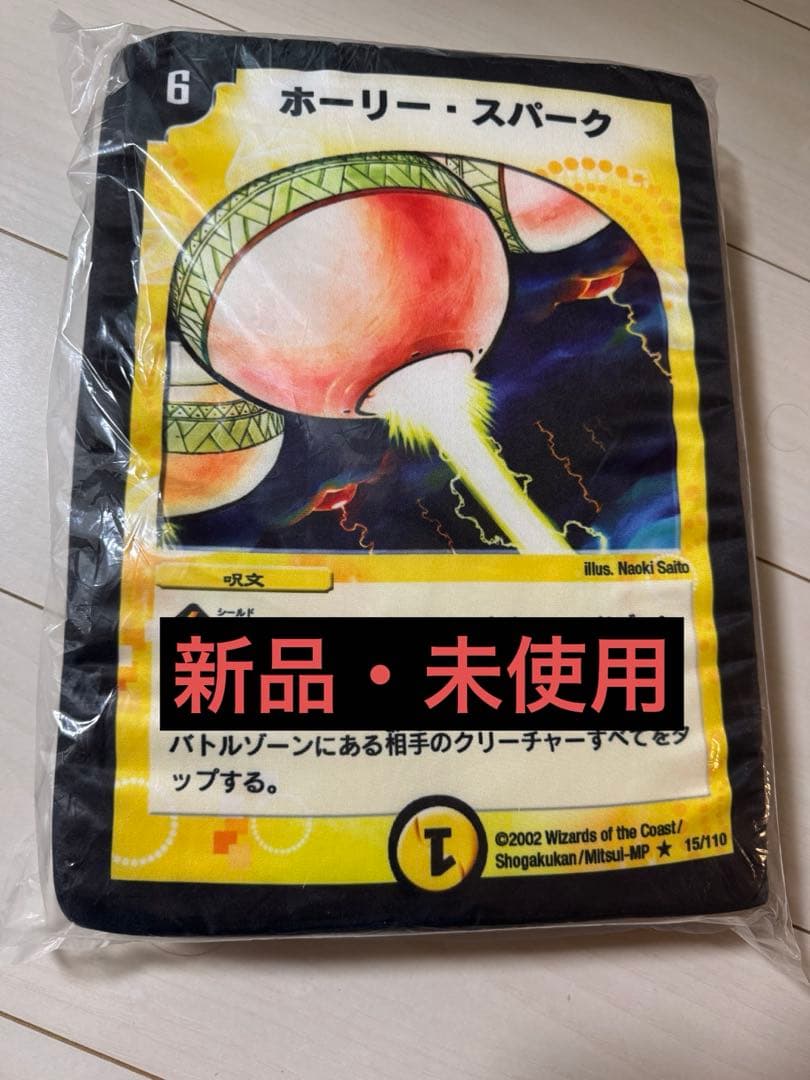 6
ホーリー・スパーク
illus. Naoki Saito
呪文
シールド
新品・未使用
バトルゾーンにある相手のクリーチャーすべてをタ
ップする。
1
©2002 Wizards of the Coast/
Shogakukan/Mitsui-MP ★ 15/110